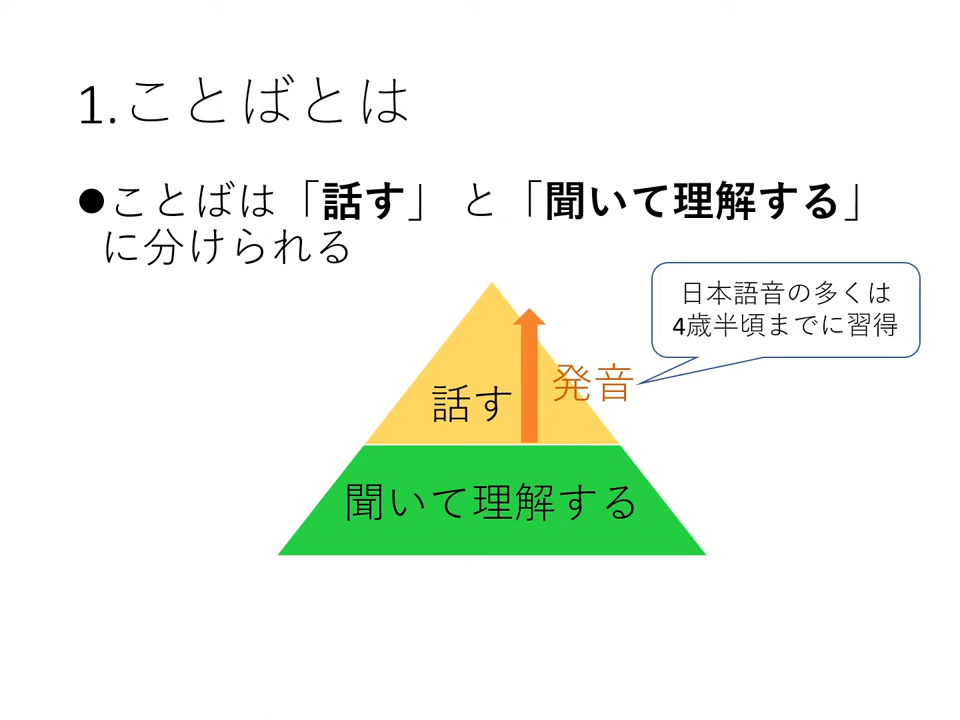 1.ことばとは
●ことばは「話す」と「聞いて理解する」
に分けられる
日本語音の多くは
4歳半頃までに習得
発音
話す
聞いて理解する